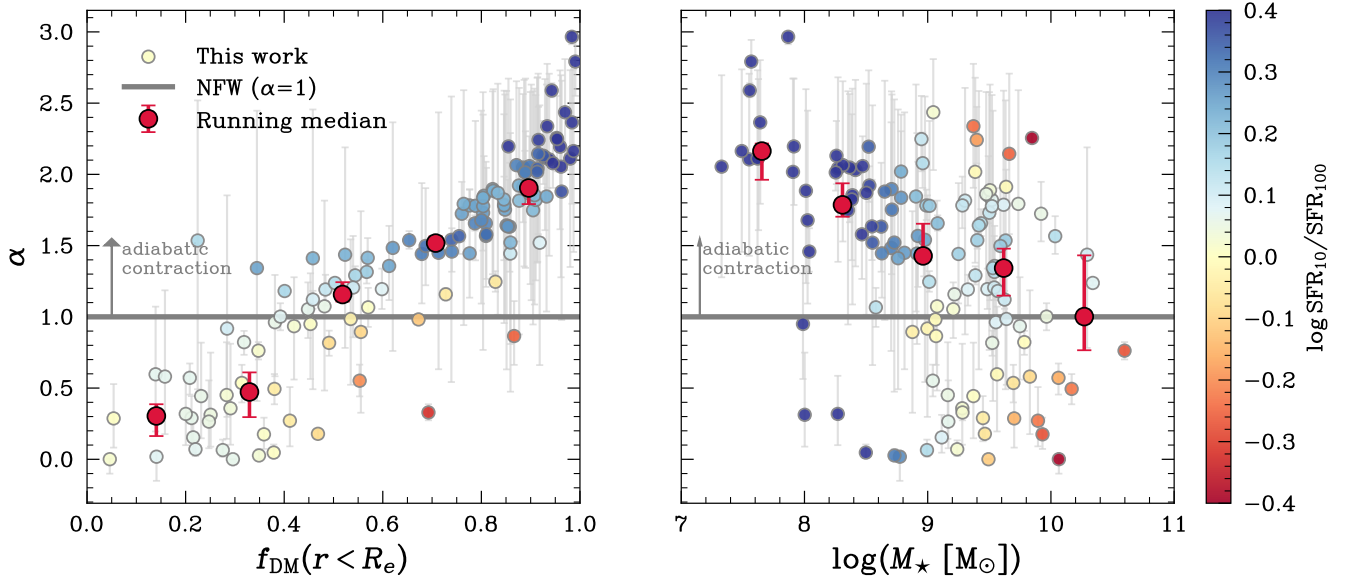 3.0
2.5
2.0
1.5
1.0
0.5
0.0
α
This work
NFW (α=1)
Running median
adiabatic
contraction
0.0 0.2 0.4 0.6 0.8 1.0
f_DM(r < R_e)
adiabatic
contraction
7 8 9 10 11
log(M⋆ [M⊙])
0.4
0.3
0.2
0.1
0.0
−0.1
−0.2
−0.3
−0.4
log SFR₁₀/SFR₁₀₀